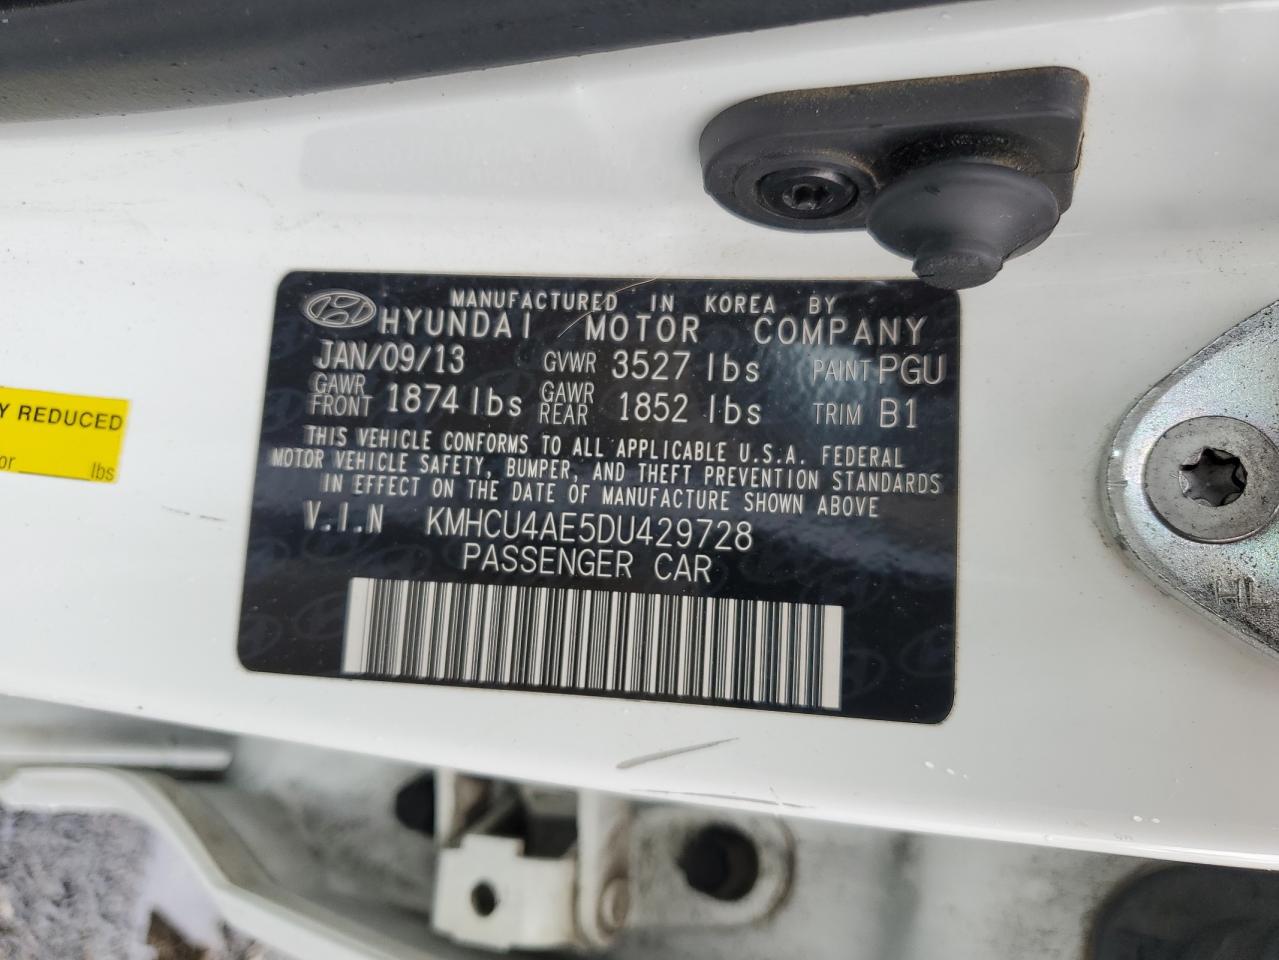 MANUFACTURED IN KOREA BY
HYUNDAI MOTOR COMPANY
JAN/09/13 GVWR 3527 lbs PAINT PGU
GAWR FRONT 1874 lbs GAWR REAR 1852 lbs TRIM B1
THIS VEHICLE CONFORMS TO ALL APPLICABLE U.S.A. FEDERAL
MOTOR VEHICLE SAFETY, BUMPER, AND THEFT PREVENTION STANDARDS
IN EFFECT ON THE DATE OF MANUFACTURE SHOWN ABOVE
V.I.N KMHCU4AE5DU429728
PASSENGER CAR
Y REDUCED
or lbs
HL